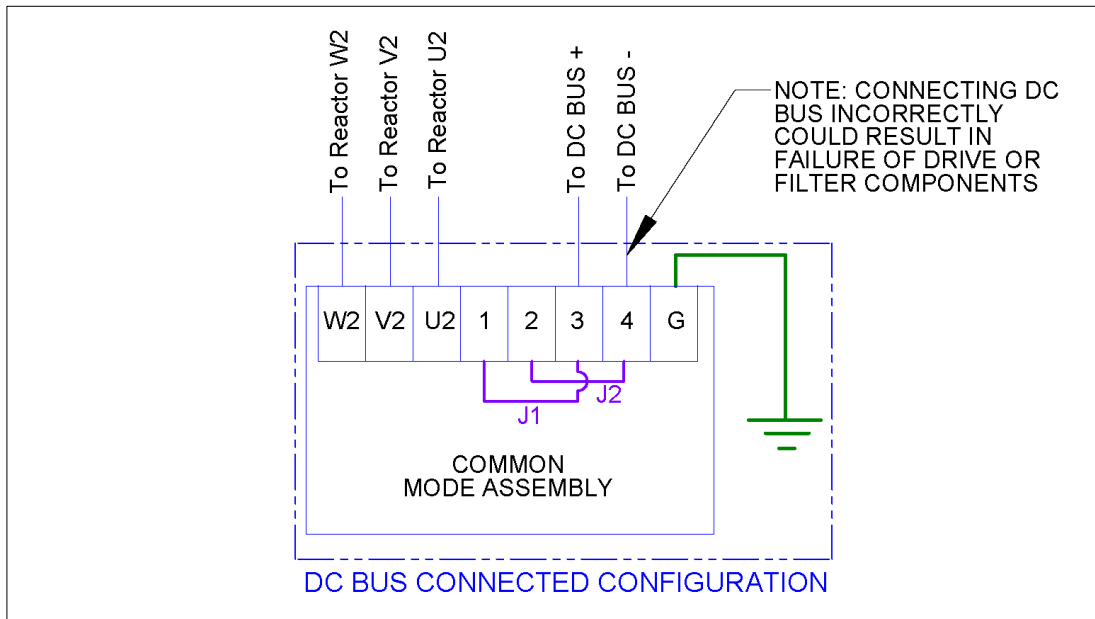 To Reactor W2
To Reactor V2
To Reactor U2
To DC BUS +
To DC BUS -
NOTE: CONNECTING DC
BUS INCORRECTLY
COULD RESULT IN
FAILURE OF DRIVE OR
FILTER COMPONENTS
W2 V2 U2 1 2 3 4 G
J1 J2
COMMON
MODE ASSEMBLY
DC BUS CONNECTED CONFIGURATION